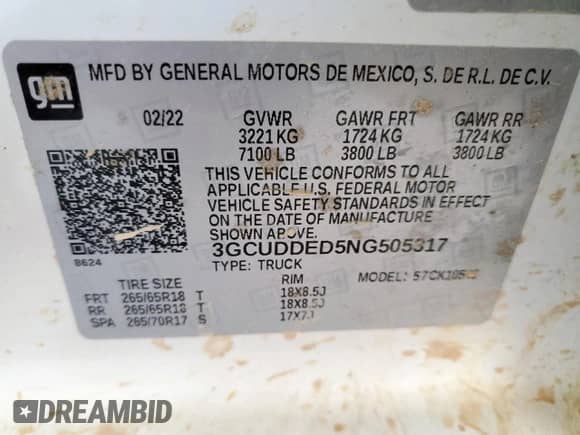 gm
MFD BY GENERAL MOTORS DE MEXICO, S. DE R.L. DE C.V.
02/22 GVWR GAWR FRT GAWR RR
3221 KG 1724 KG 1724 KG
7100 LB 3800 LB 3800 LB
THIS VEHICLE CONFORMS TO ALL
APPLICABLE U.S. FEDERAL MOTOR
VEHICLE SAFETY STANDARDS IN EFFECT
ON THE DATE OF MANUFACTURE
SHOWN ABOVE.
8624 3GCUDDED5NG505317
TYPE: TRUCK MODEL:
TIRE SIZE RIM
FRT 265/65R18 T 18X8.5J
RR 265/65R18 T 18X8.5J
SPA 265/70R17 S 17X7J
DREAMBID